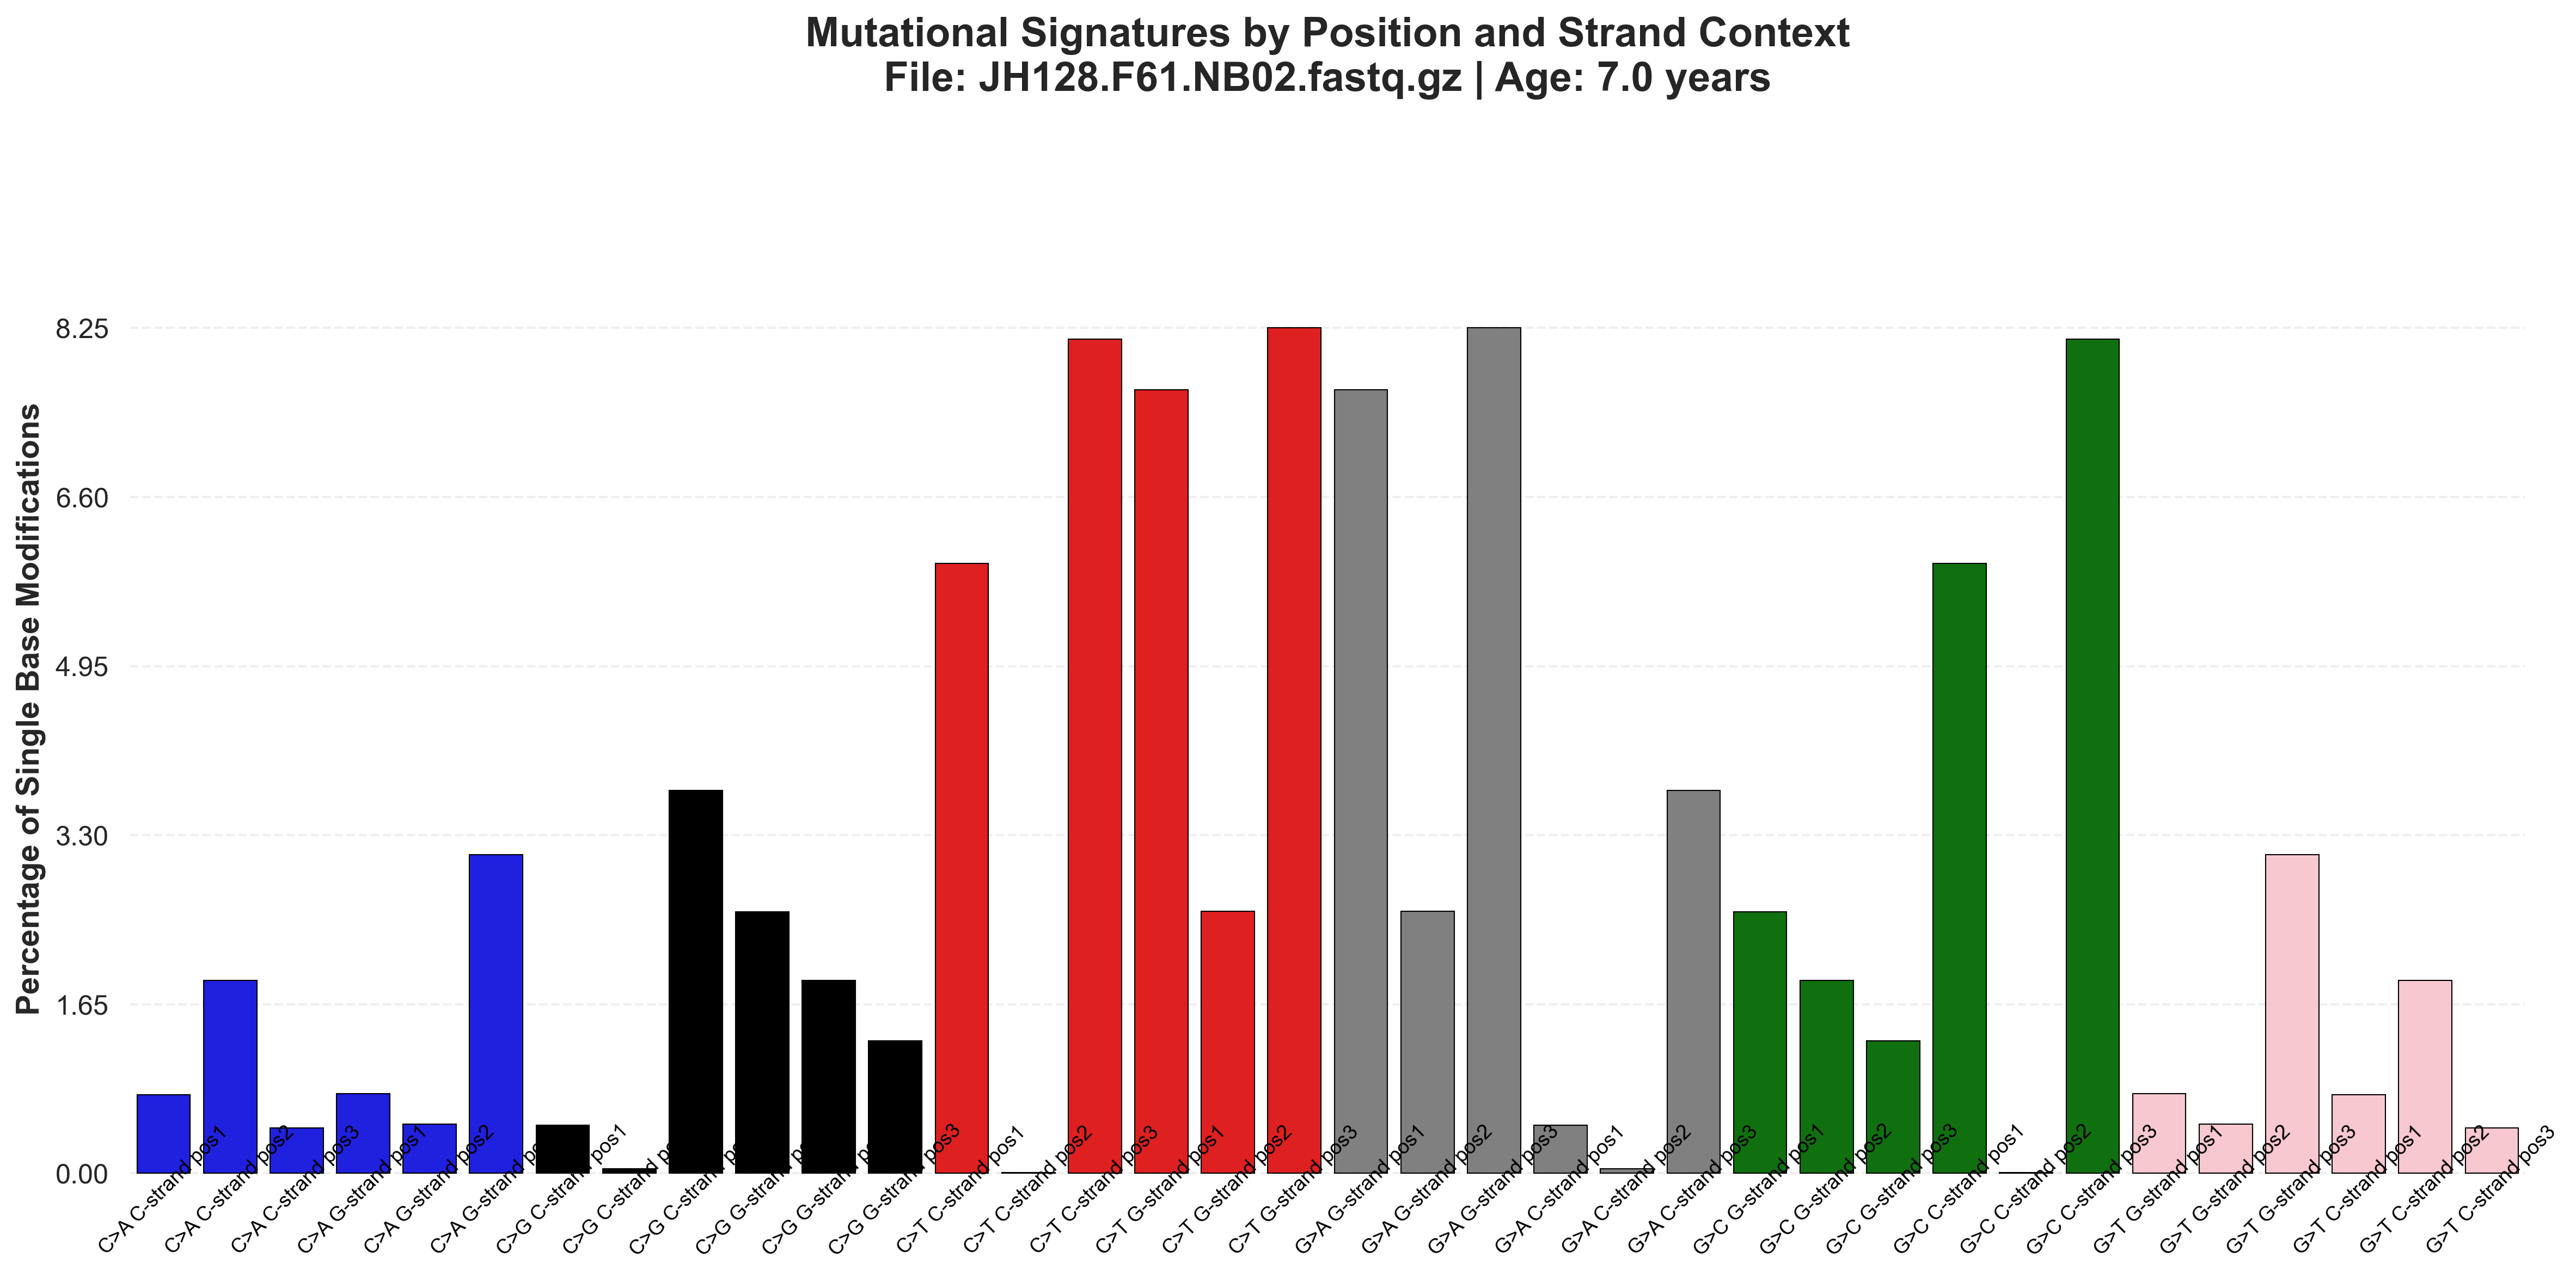 Mutational Signatures by Position and Strand Context
File: JH128.F61.NB02.fastq.gz | Age: 7.0 years
Percentage of Single Base Modifications
8.25
6.60
4.95
3.30
1.65
0.00
C>A C-strand pos1
C>A C-strand pos2
C>A C-strand pos3
C>A G-strand pos1
C>A G-strand pos2
C>A G-strand
C>G C-strand pos1
C>G C-strand
C>G C-strand
C>G G-strand
C>G G-strand
C>G G-strand pos3
C>T C-strand pos1
C>T C-strand pos2
C>T C-strand pos3
C>T G-strand pos1
C>T G-strand pos2
C>T G-strand pos3
G>A G-strand pos1
G>A G-strand pos2
G>A G-strand pos3
G>A C-strand pos1
G>A C-strand pos2
G>A C-strand pos3
G>C G-strand pos1
G>C G-strand pos2
G>C G-strand pos3
G>C C-strand pos1
G>C C-strand pos2
G>C C-strand pos3
G>T G-strand pos1
G>T G-strand pos2
G>T G-strand pos3
G>T C-strand pos1
G>T C-strand pos2
G>T C-strand pos3